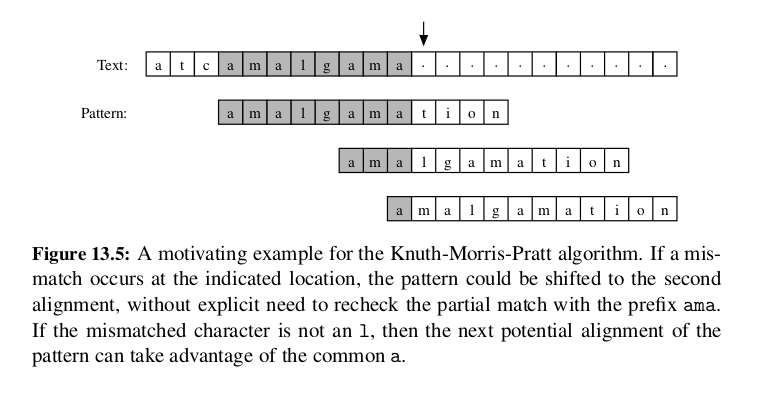 Text: a t c a m a l g a m a · · · · · · · · · · ·
Pattern: a m a l g a m a t i o n
a m a l g a m a t i o n
a m a l g a m a t i o n
Figure 13.5: A motivating example for the Knuth-Morris-Pratt algorithm. If a mis-
match occurs at the indicated location, the pattern could be shifted to the second
alignment, without explicit need to recheck the partial match with the prefix ama.
If the mismatched character is not an l, then the next potential alignment of the
pattern can take advantage of the common a.